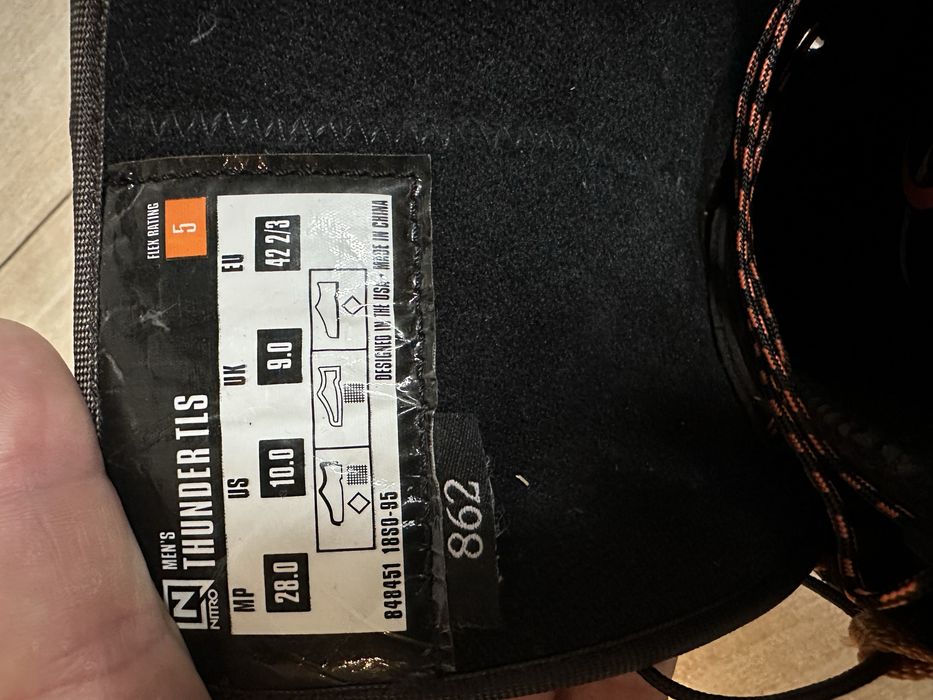 NITRO
MEN'S
THUNDER TLS
FLEX RATING
5
MP US UK EU
28.0 10.0 9.0 42 2/3
848451 18SO-95 DESIGNED IN THE USA • MADE IN CHINA
862